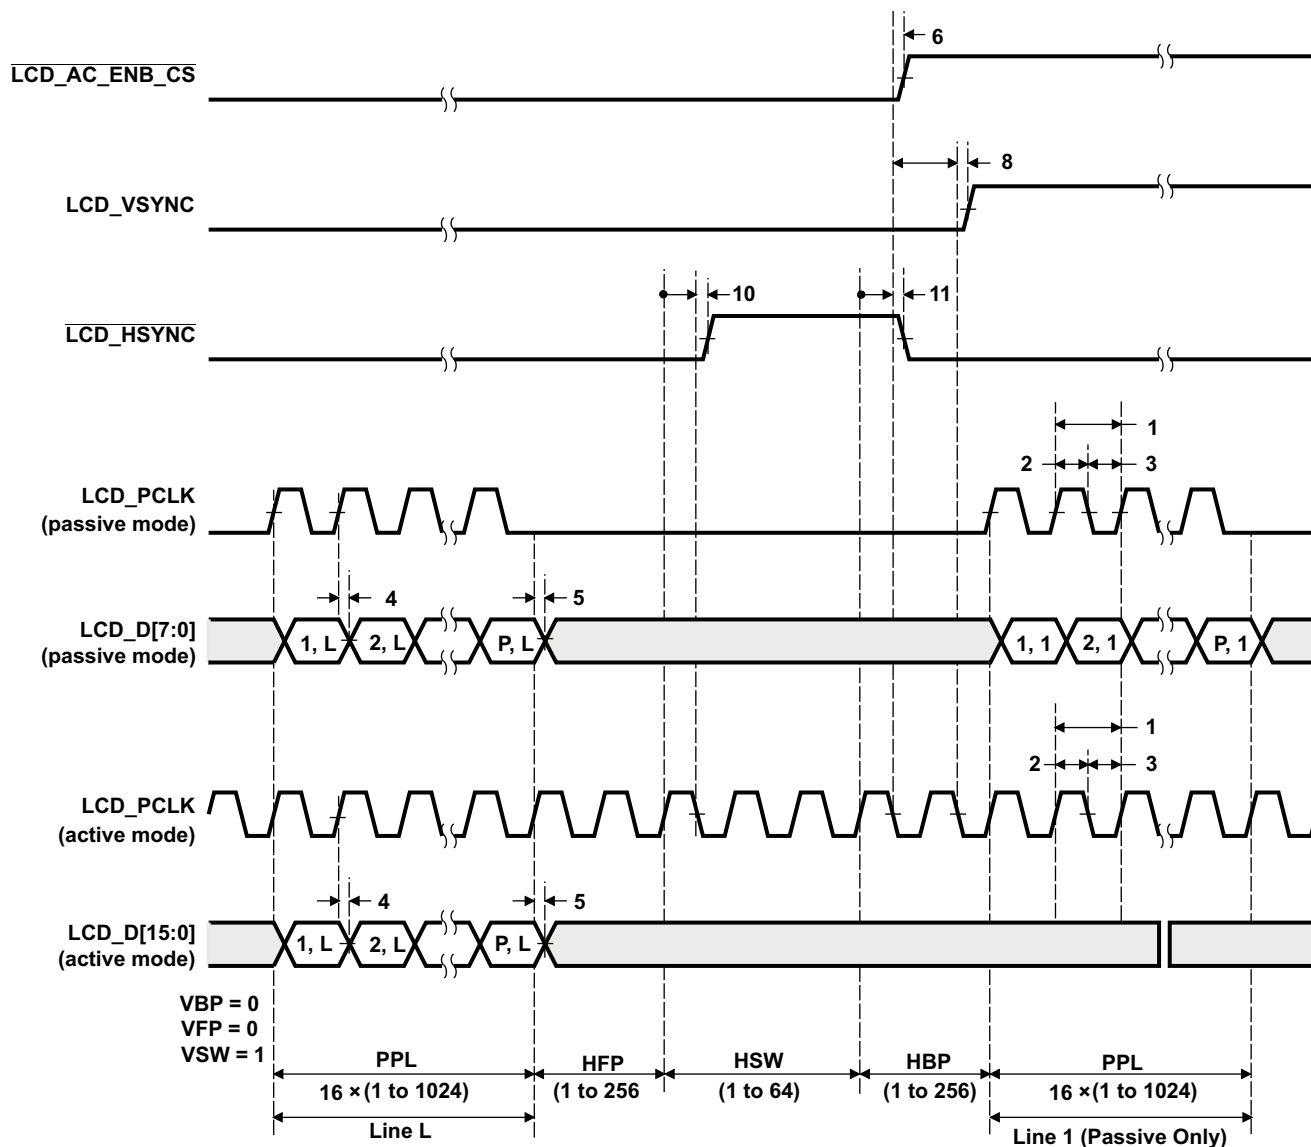 6
LCD_AC_ENB_CS
8
LCD_VSYNC
10
11
LCD_HSYNC
1
2
3
LCD_PCLK
(passive mode)
4
5
LCD_D[7:0]
(passive mode)
1, L
2, L
P, L
1, 1
2, 1
P, 1
1
2
3
LCD_PCLK
(active mode)
4
5
LCD_D[15:0]
(active mode)
1, L
2, L
P, L
VBP = 0
VFP = 0
VSW = 1
PPL
HFP
HSW
HBP
PPL
16 ×(1 to 1024)
(1 to 256
(1 to 64)
(1 to 256)
16 ×(1 to 1024)
Line L
Line 1 (Passive Only)